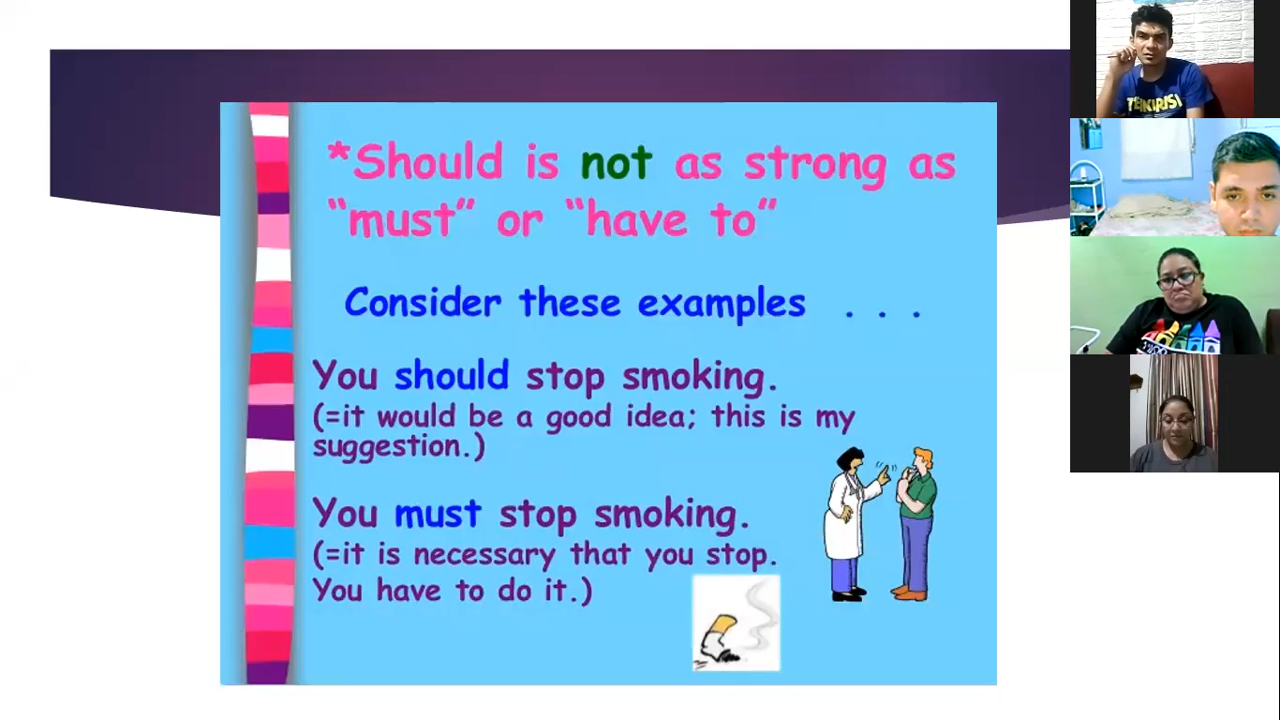 *Should is not as strong as
“must” or “have to”
Consider these examples . . .
You should stop smoking.
(=it would be a good idea; this is my
suggestion.)
You must stop smoking.
(=it is necessary that you stop.
You have to do it.)